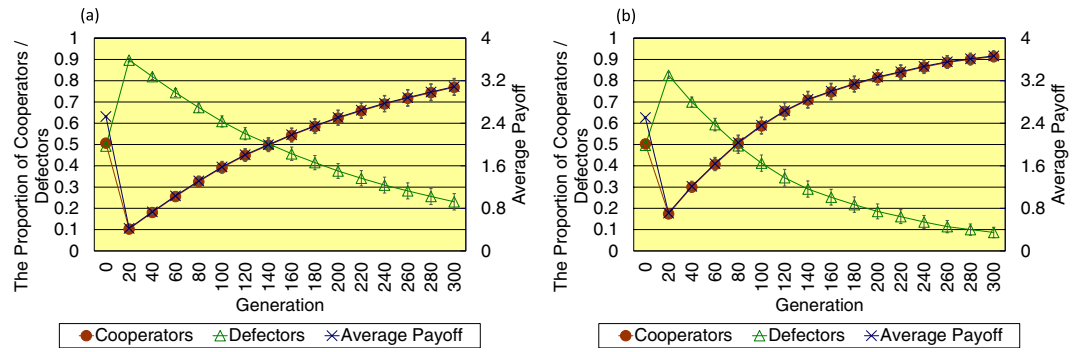 (a)
The Proportion of Cooperators /
Defectors
1
0.9
0.8
0.7
0.6
0.5
0.4
0.3
0.2
0.1
0
4
3.2
2.4
1.6
0.8
0
Average Payoff
0 20 40 60 80 100 120 140 160 180 200 220 240 260 280 300
Generation
Cooperators Defectors Average Payoff
(b)
The Proportion of Cooperators /
Defectors
1
0.9
0.8
0.7
0.6
0.5
0.4
0.3
0.2
0.1
0
4
3.2
2.4
1.6
0.8
0
Average Payoff
0 20 40 60 80 100 120 140 160 180 200 220 240 260 280 300
Generation
Cooperators Defectors Average Payoff